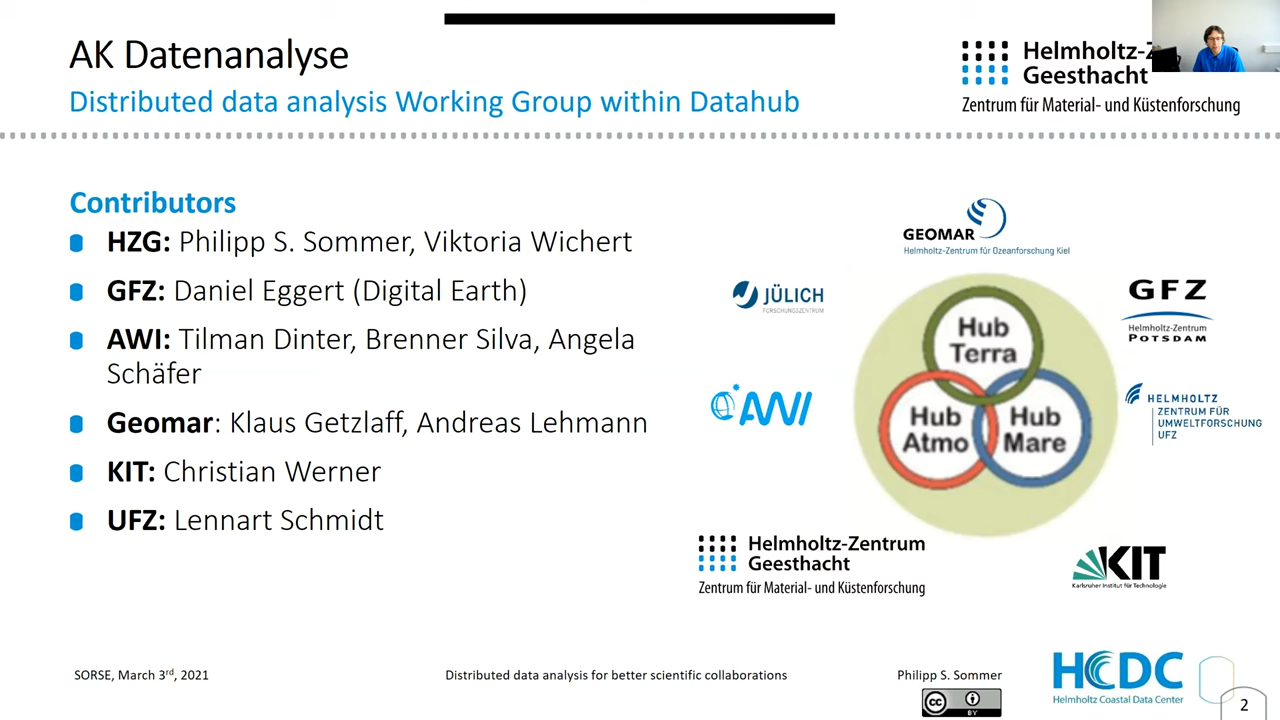 AK Datenanalyse
Distributed data analysis Working Group within Datahub
Helmholtz-Z
Geesthacht
Zentrum für Material- und Küstenforschung
Contributors
HZG: Philipp S. Sommer, Viktoria Wichert
GFZ: Daniel Eggert (Digital Earth)
AWI: Tilman Dinter, Brenner Silva, Angela
Schäfer
Geomar: Klaus Getzlaff, Andreas Lehmann
KIT: Christian Werner
UFZ: Lennart Schmidt
GEOMAR
Helmholtz-Zentrum für Ozeanforschung Kiel
JÜLICH
FORSCHUNGSZENTRUM
GFZ
Helmholtz-Zentrum
POTSDAM
Hub
Terra
Hub
Atmo
Hub
Mare
AWI
HELMHOLTZ
ZENTRUM FÜR
UMWELTFORSCHUNG
UFZ
Helmholtz-Zentrum
Geesthacht
Zentrum für Material- und Küstenforschung
KIT
Karlsruher Institut für Technologie
SORSE, March 3rd, 2021
Distributed data analysis for better scientific collaborations
Philipp S. Sommer
cc
BY
HCDC
Helmholtz Coastal Data Center
2